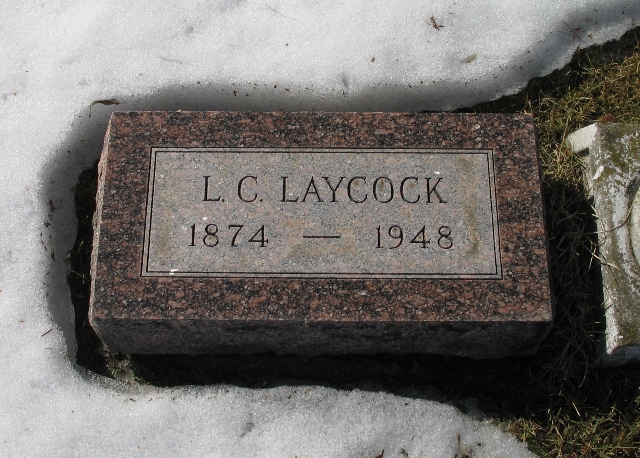 L. C. LAYCOCK
1874 — 1948